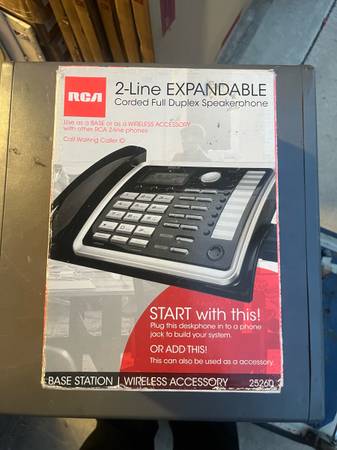 RCA
2-Line EXPANDABLE
Corded Full Duplex Speakerphone
Use as a BASE or as a WIRELESS ACCESSORY
with other RCA 2-line phones
Call Waiting Caller ID
START with this!
Plug this deskphone in to a phone
jack to build your system.
OR ADD THIS!
This can also be used as a accessory.
BASE STATION | WIRELESS ACCESSORY